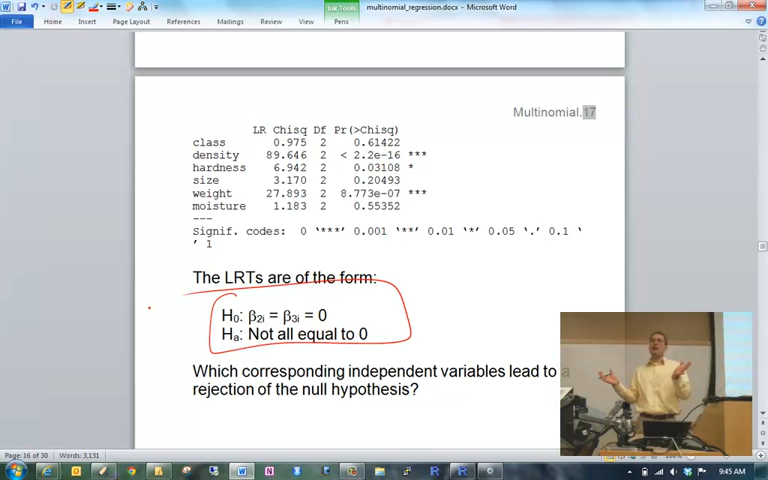 multinomial_regression.docx - Microsoft Word
Ink Tools
File Home Insert Page Layout References Mailings Review View Pens
Multinomial.17
LR Chisq Df Pr(>Chisq)
class 0.975 2 0.61422
density 89.646 2 < 2.2e-16 ***
hardness 6.942 2 0.03108 *
size 3.170 2 0.20493
weight 27.893 2 8.773e-07 ***
moisture 1.183 2 0.55352
---
Signif. codes: 0 ‘***’ 0.001 ‘**’ 0.01 ‘*’ 0.05 ‘.’ 0.1 ‘
’ 1
The LRTs are of the form:
H₀: β₂ᵢ = β₃ᵢ = 0
Hₐ: Not all equal to 0
Which corresponding independent variables lead to a
rejection of the null hypothesis?
Page: 16 of 30 Words: 3,131
9:45 AM